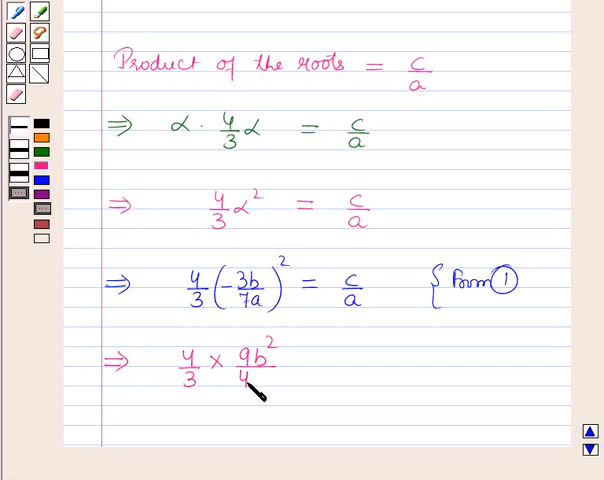 Product of the roots = c/a
⇒ α · 4/3 α = c/a
⇒ 4/3 α² = c/a
⇒ 4/3 (-3b/7a)² = c/a {from ①
⇒ 4/3 × 9b²/4